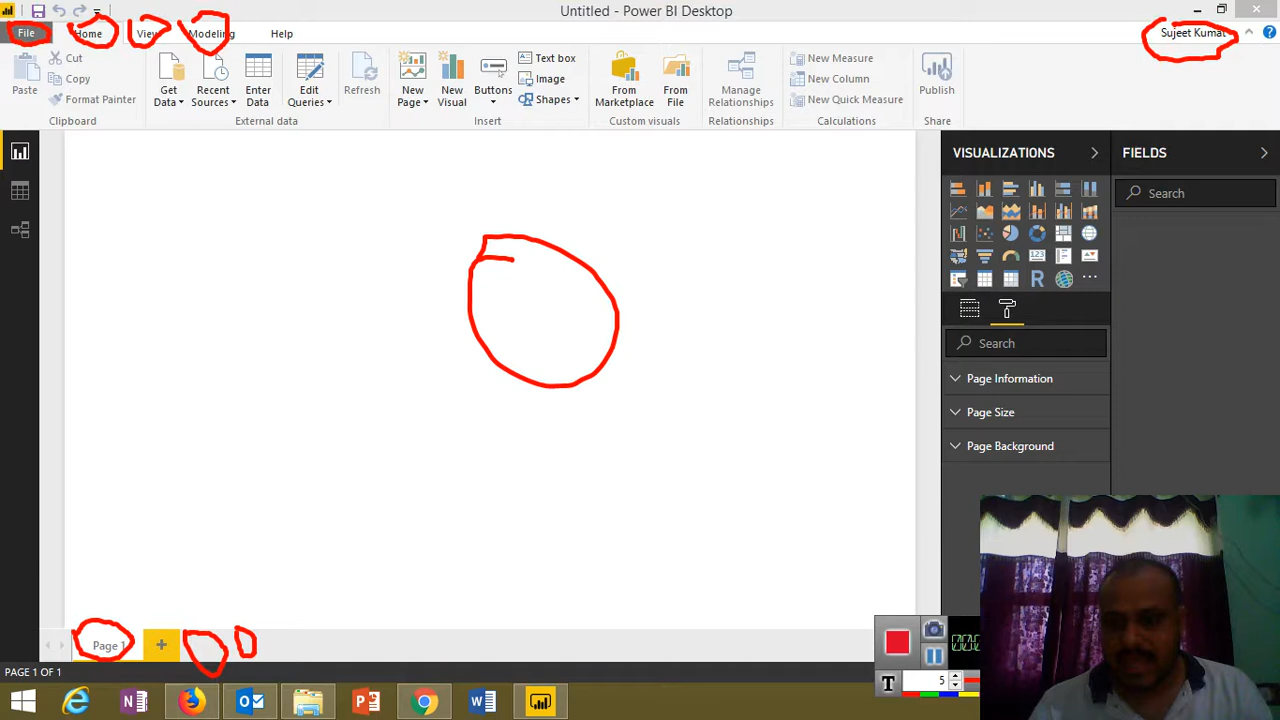 Untitled - Power BI Desktop
File Home View Modeling Help Sujeet Kumar
Cut
Copy
Format Painter
Paste
Clipboard
Get Data
Recent Sources
Enter Data
External data
Edit Queries
Refresh
New Page
New Visual
Buttons
Text box
Image
Shapes
Insert
From Marketplace
From File
Custom visuals
Manage Relationships
Relationships
New Measure
New Column
New Quick Measure
Calculations
Publish
Share
VISUALIZATIONS
FIELDS
Search
123
R
Search
Page Information
Page Size
Page Background
Page 1
PAGE 1 OF 1
T
5